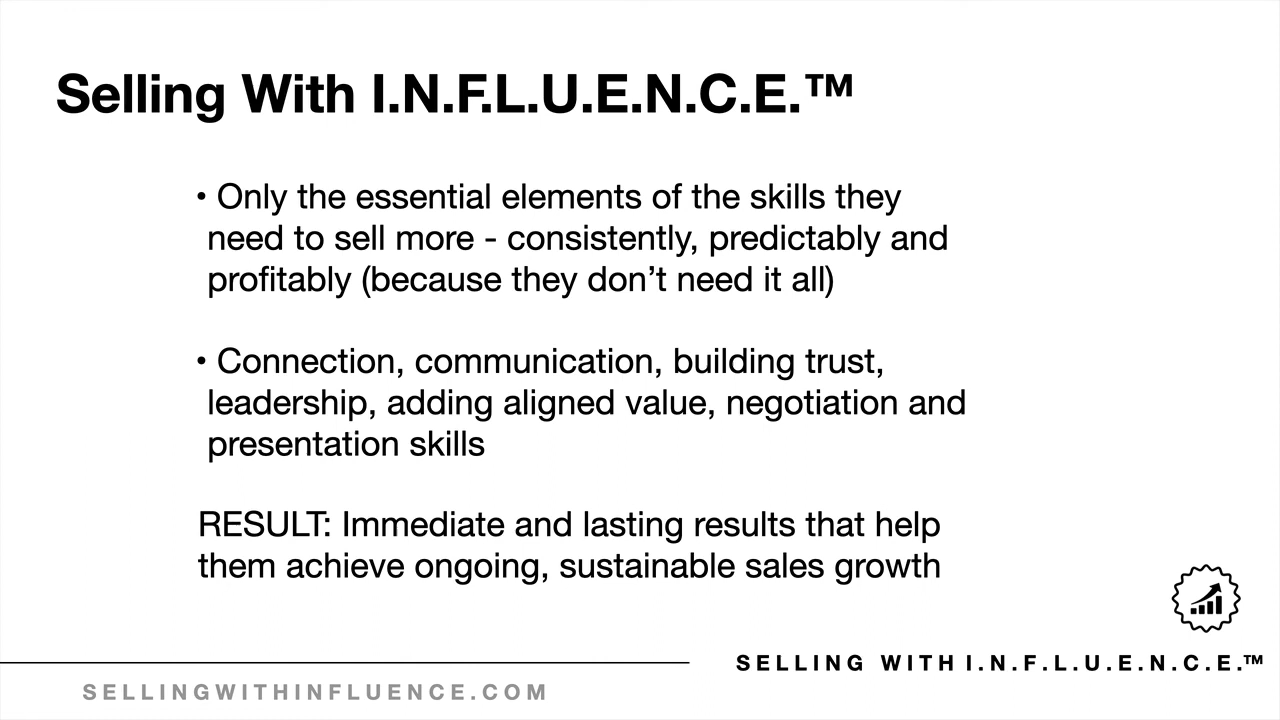 Selling With I.N.F.L.U.E.N.C.E.™
• Only the essential elements of the skills they
need to sell more - consistently, predictably and
profitably (because they don’t need it all)
• Connection, communication, building trust,
leadership, adding aligned value, negotiation and
presentation skills
RESULT: Immediate and lasting results that help
them achieve ongoing, sustainable sales growth
SELLING WITH I.N.F.L.U.E.N.C.E.™
SELLINGWITHINFLUENCE.COM